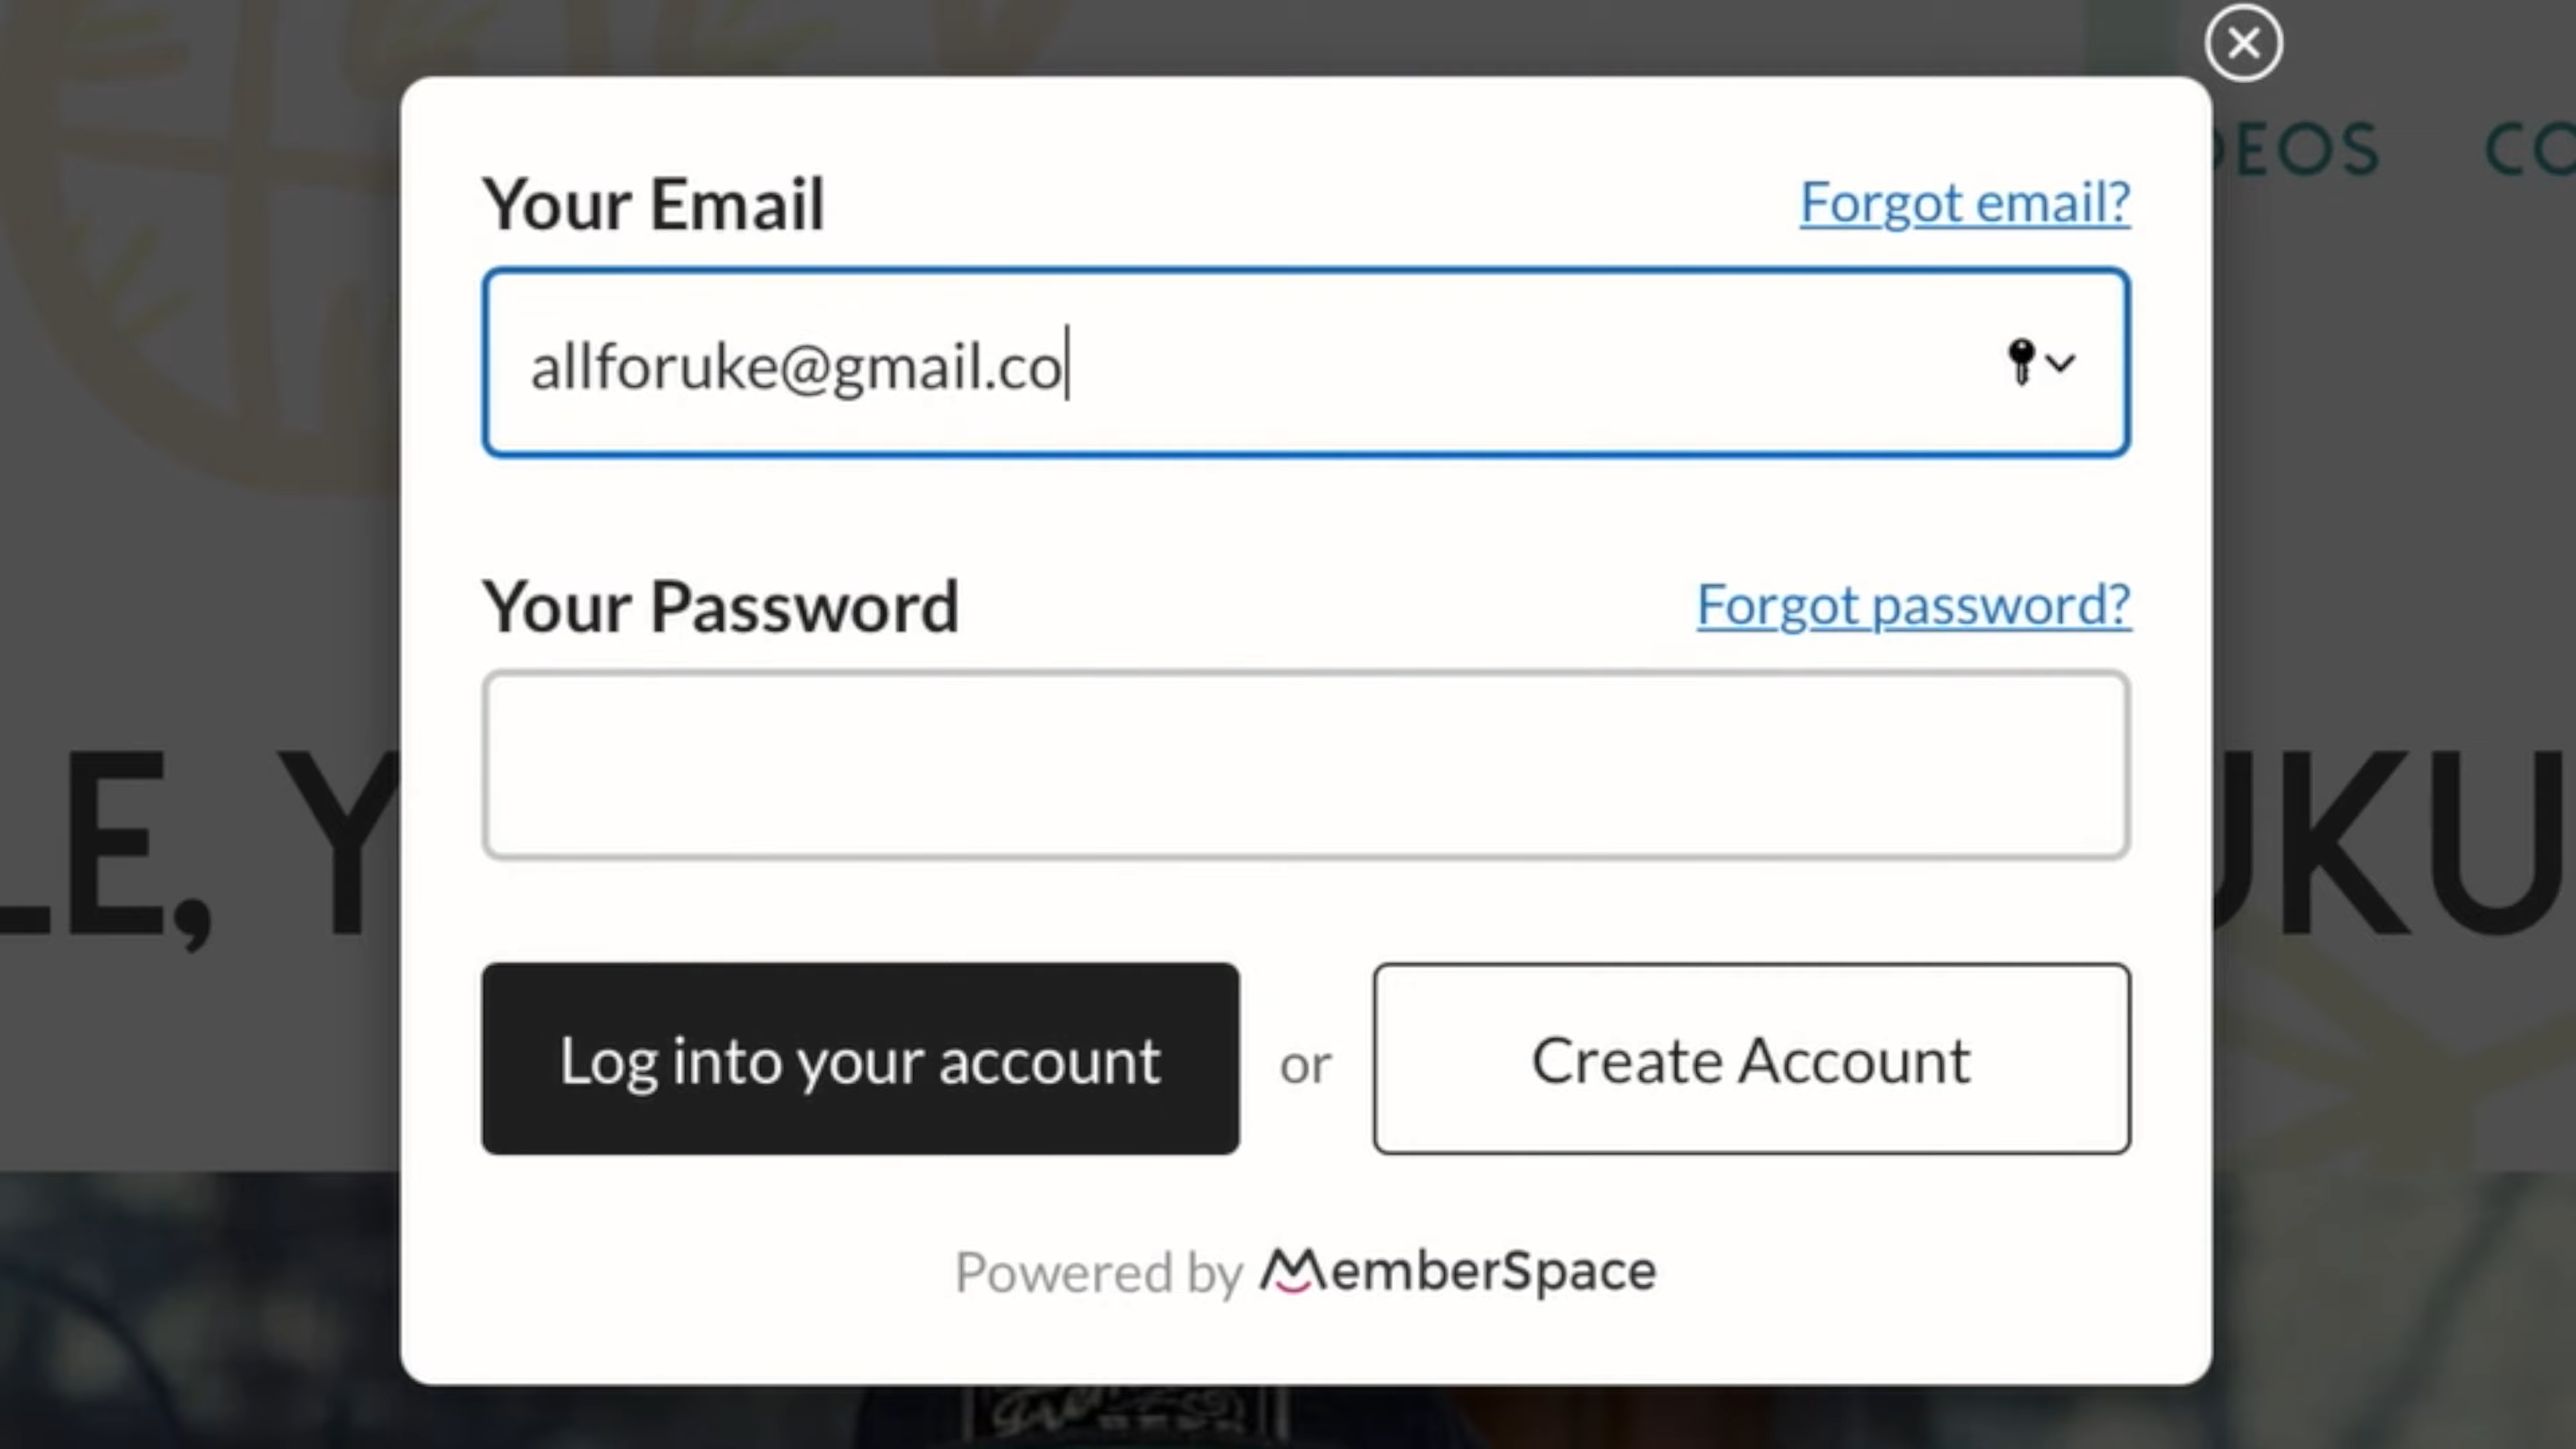 DEOS CO
Your Email Forgot email?
allforuke@gmail.co
Your Password Forgot password?
LE, Y UKU
Log into your account or Create Account
Powered by MemberSpace